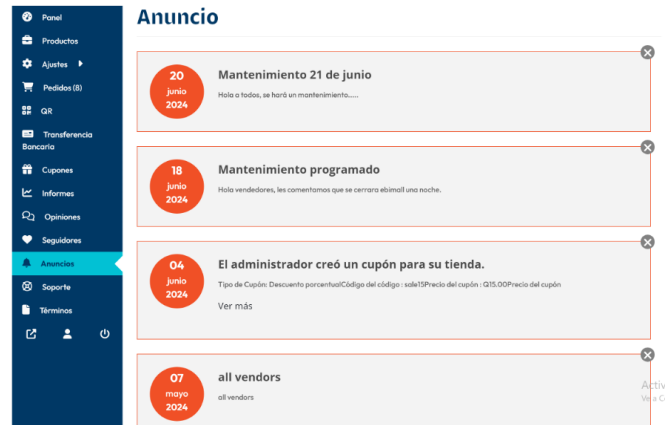 Panel
Productos
Ajustes
Pedidos (8)
QR
Transferencia
Bancaria
Cupones
Informes
Opiniones
Seguidores
Anuncios
Soporte
Términos
Anuncio
20
junio
2024
Mantenimiento 21 de junio
Hola a todos, se hará un mantenimiento.....
18
junio
2024
Mantenimiento programado
Hola vendedores, les comentamos que se cerrara ebimall una noche.
04
junio
2024
El administrador creó un cupón para su tienda.
Tipo de Cupón: Descuento porcentualCódigo del código : sale15Precio del cupón : Q15.00Precio del cupón
Ver más
07
mayo
2024
all vendors
all vendors